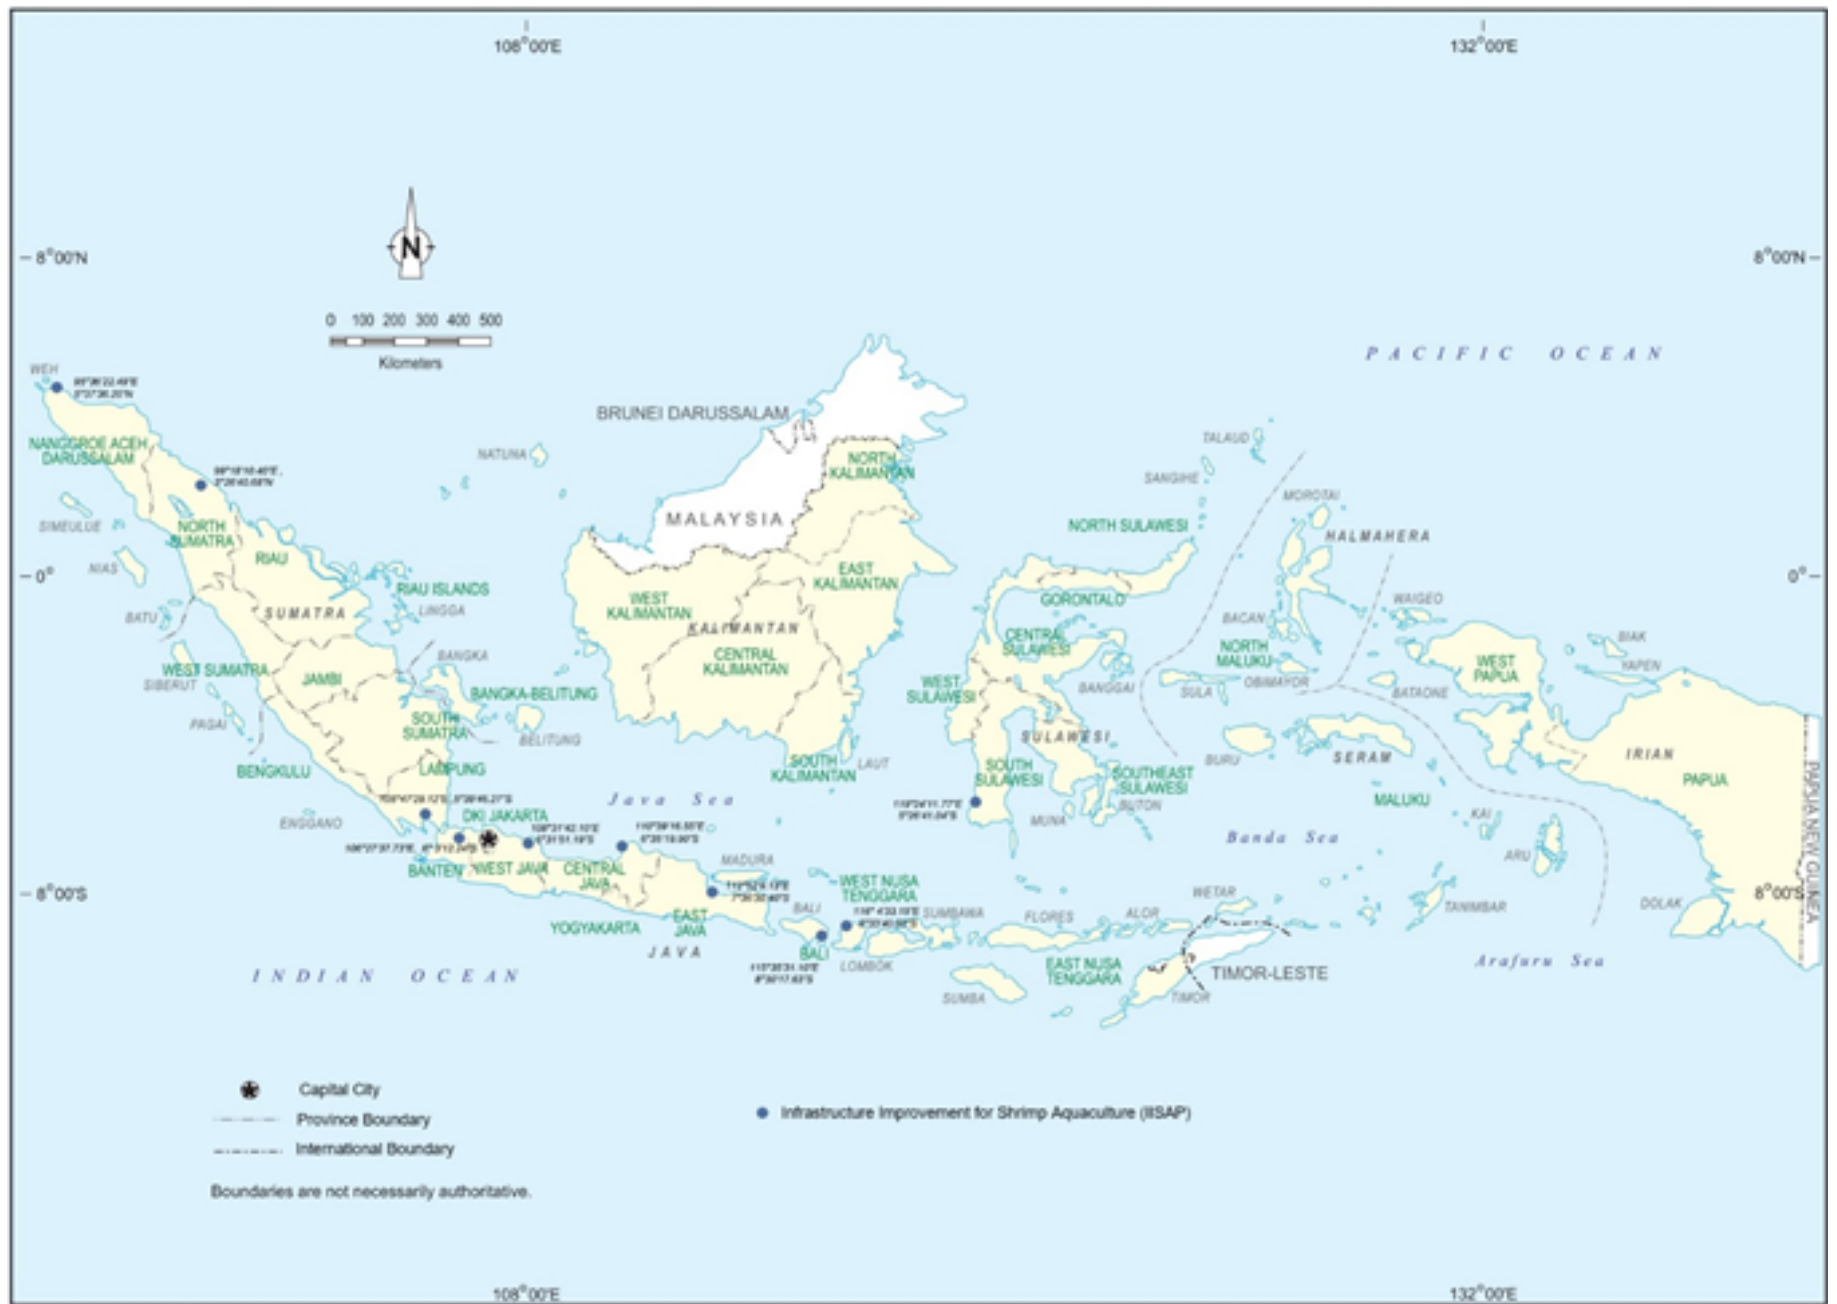 108°00'E
132°00'E
8°00'N
8°00'N
N
0 100 200 300 400 500
Kilometers
PACIFIC OCEAN
WEH
BRUNEI DARUSSALAM
NANGGROE ACEH
DARUSSALAM
NATUNA
NORTH
KALIMANTAN
TALAUD
SANGIHE
MOROTAI
SIMEULUE
NORTH
SUMATRA
MALAYSIA
NORTH SULAWESI
HALMAHERA
RIAU
NIAS
0°
0°
RIAU ISLANDS
EAST
KALIMANTAN
GORONTALO
WEST
KALIMANTAN
WAIGEO
LINGGA
SUMATRA
BATU
KALIMANTAN
BACAN
CENTRAL
SULAWESI
BIAK
NORTH
MALUKU
BANGKA
CENTRAL
KALIMANTAN
WEST
PAPUA
YAPEN
WEST SUMATRA
SIBERUT
JAMBI
BANGKA-BELITUNG
WEST
SULAWESI
BANGGAI
SULA
OBIMAYOR
BATAONE
PAGAI
SOUTH
SUMATRA
BELITUNG
SULAWESI
BURU
SERAM
IRIAN
BENGKULU
LAMPUNG
SOUTH
KALIMANTAN
LAUT
SOUTH
SULAWESI
SOUTHEAST
SULAWESI
PAPUA
PAPUA NEW GUINEA
Java Sea
MALUKU
BUTON
MUNA
119°24'11.77"E
5°26'41.04"S
ENGGANO
DKI JAKARTA
Banda Sea
KAI
ARU
BANTEN
WEST JAVA
CENTRAL
JAVA
MADURA
WEST NUSA
TENGGARA
8°00'S
8°00'S
WETAR
TANIMBAR
DOLAK
BALI
SUMBAWA
FLORES
ALOR
YOGYAKARTA
EAST
JAVA
JAVA
BALI
LOMBOK
EAST NUSA
TENGGARA
TIMOR-LESTE
Arafuru Sea
INDIAN OCEAN
SUMBA
TIMOR
Capital City
Province Boundary
International Boundary
Infrastructure Improvement for Shrimp Aquaculture (IISAP)
Boundaries are not necessarily authoritative.
108°00'E
132°00'E